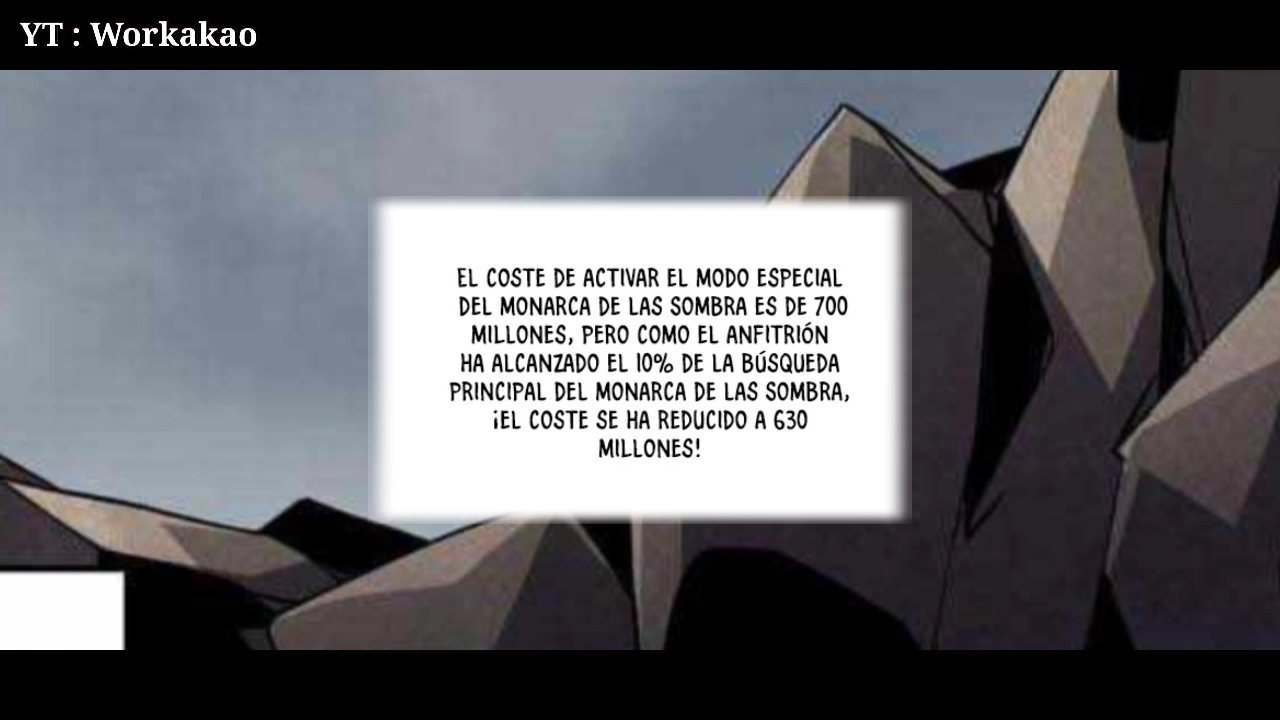 YT : Workakao
EL COSTE DE ACTIVAR EL MODO ESPECIAL
DEL MONARCA DE LAS SOMBRA ES DE 700
MILLONES, PERO COMO EL ANFITRIÓN
HA ALCANZADO EL 10% DE LA BÚSQUEDA
PRINCIPAL DEL MONARCA DE LAS SOMBRA,
¡EL COSTE SE HA REDUCIDO A 630
MILLONES!